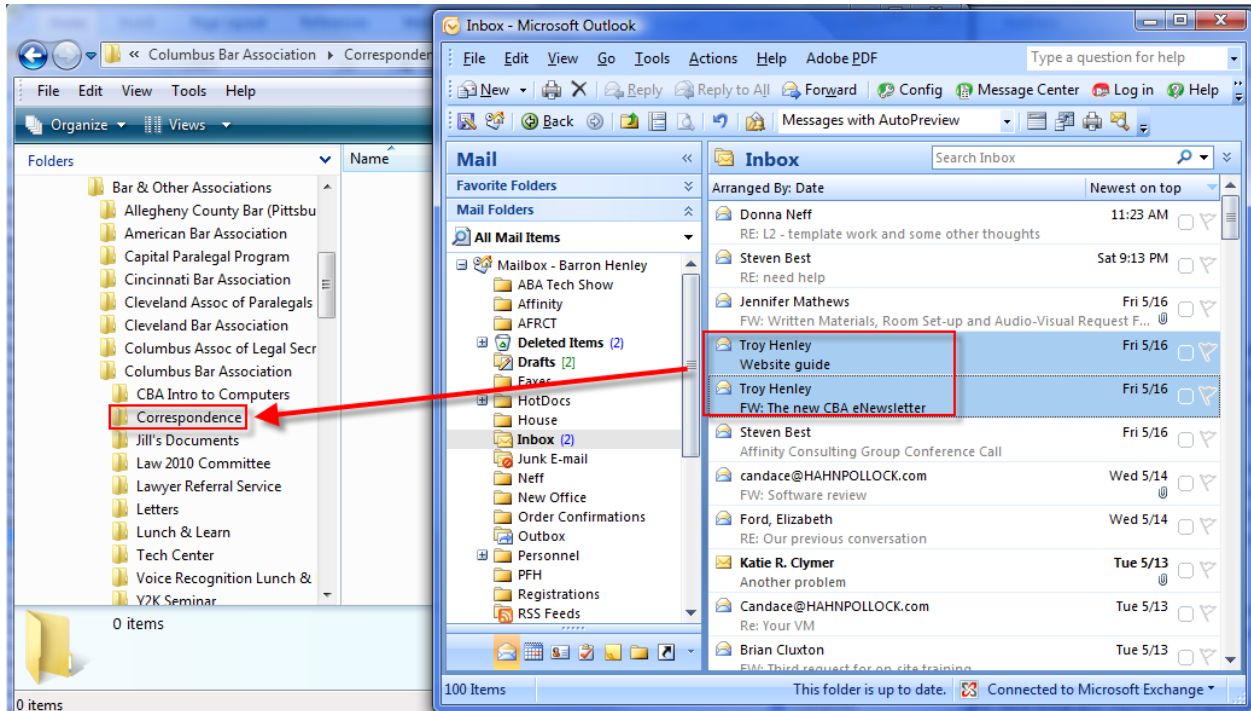 « Columbus Bar Association ▸ Corresponden
File Edit View Tools Help
Organize Views
Folders
Name
Bar & Other Associations
Allegheny County Bar (Pittsbu
American Bar Association
Capital Paralegal Program
Cincinnati Bar Association
Cleveland Assoc of Paralegals
Cleveland Bar Association
Columbus Assoc of Legal Secr
Columbus Bar Association
CBA Intro to Computers
Correspondence
Jill's Documents
Law 2010 Committee
Lawyer Referral Service
Letters
Lunch & Learn
Tech Center
Voice Recognition Lunch &
Y2K Seminar
0 items
0 items
Inbox - Microsoft Outlook
File Edit View Go Tools Actions Help Adobe PDF
Type a question for help
New Reply Reply to All Forward Config Message Center Log in Help
Back Messages with AutoPreview
Mail «
Favorite Folders
Mail Folders
All Mail Items
Mailbox - Barron Henley
ABA Tech Show
Affinity
AFRCT
Deleted Items (2)
Drafts [2]
Faxes
HotDocs
House
Inbox (2)
Junk E-mail
Neff
New Office
Order Confirmations
Outbox
Personnel
PFH
Registrations
RSS Feeds
Inbox
Search Inbox
Arranged By: Date Newest on top
Donna Neff 11:23 AM
RE: L2 - template work and some other thoughts
Steven Best Sat 9:13 PM
RE: need help
Jennifer Mathews Fri 5/16
FW: Written Materials, Room Set-up and Audio-Visual Request F...
Troy Henley Fri 5/16
Website guide
Troy Henley Fri 5/16
FW: The new CBA eNewsletter
Steven Best Fri 5/16
Affinity Consulting Group Conference Call
candace@HAHNPOLLOCK.com Wed 5/14
FW: Software review
Ford, Elizabeth Wed 5/14
RE: Our previous conversation
Katie R. Clymer Tue 5/13
Another problem
Candace@HAHNPOLLOCK.com Tue 5/13
Re: Your VM
Brian Cluxton Tue 5/13
FW: Third request for on-site training
100 Items
This folder is up to date. Connected to Microsoft Exchange